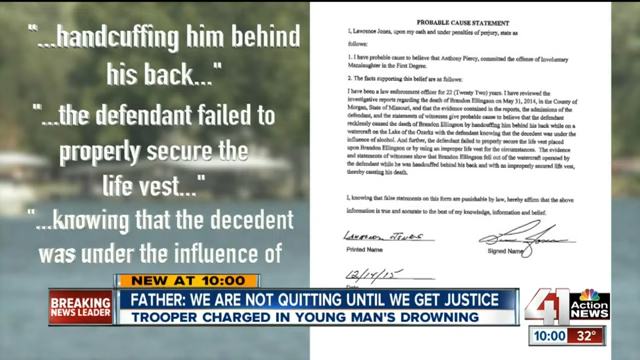 "...handcuffing him behind
his back..."
"...the defendant failed to
properly secure the
life vest..."
"...knowing that the decedent
was under the influence of
PROBABLE CAUSE STATEMENT
I, Lawrence Jones, upon my oath and under penalties of perjury, state as
follows:
1. I have probable cause to believe that Anthony Piercy, committed the offense of Involuntary
Manslaughter in the First Degree.
2. The facts supporting this belief are as follows:
I have been a law enforcement officer for 22 (Twenty Two) years. I have reviewed the
investigative reports regarding the death of Brandon Ellingson on May 31, 2014, in the County of
Morgan, State of Missouri, and that the evidence contained in the reports, the admissions of the
defendant, and the statements of witnesses give probable cause to believe that the defendant
recklessly caused the death of Brandon Ellington by handcuffing him behind his back while on a
watercraft on the Lake of the Ozarks with the defendant knowing that the decedent was under the
influence of alcohol. And further, the defendant failed to properly secure the life vest placed
upon Brandon Ellington or by using an improper life vest for the circumstances. The evidence
and statements of witnesses show that Brandon Ellington fell out of the watercraft operated by
the defendant while he was handcuffed behind his back and with an improperly secured life vest,
thereby causing his death.
I, knowing that false statements on this form are punishable by law, hereby affirm that the above
information is true and accurate to the best of my knowledge, information and belief.
LAWRENCE JONES
Printed Name
Signed Name
12/14/15
NEW AT 10:00
BREAKING
NEWS LEADER
FATHER: WE ARE NOT QUITTING UNTIL WE GET JUSTICE
TROOPER CHARGED IN YOUNG MAN'S DROWNING
41
Action
NEWS
10:00 32°